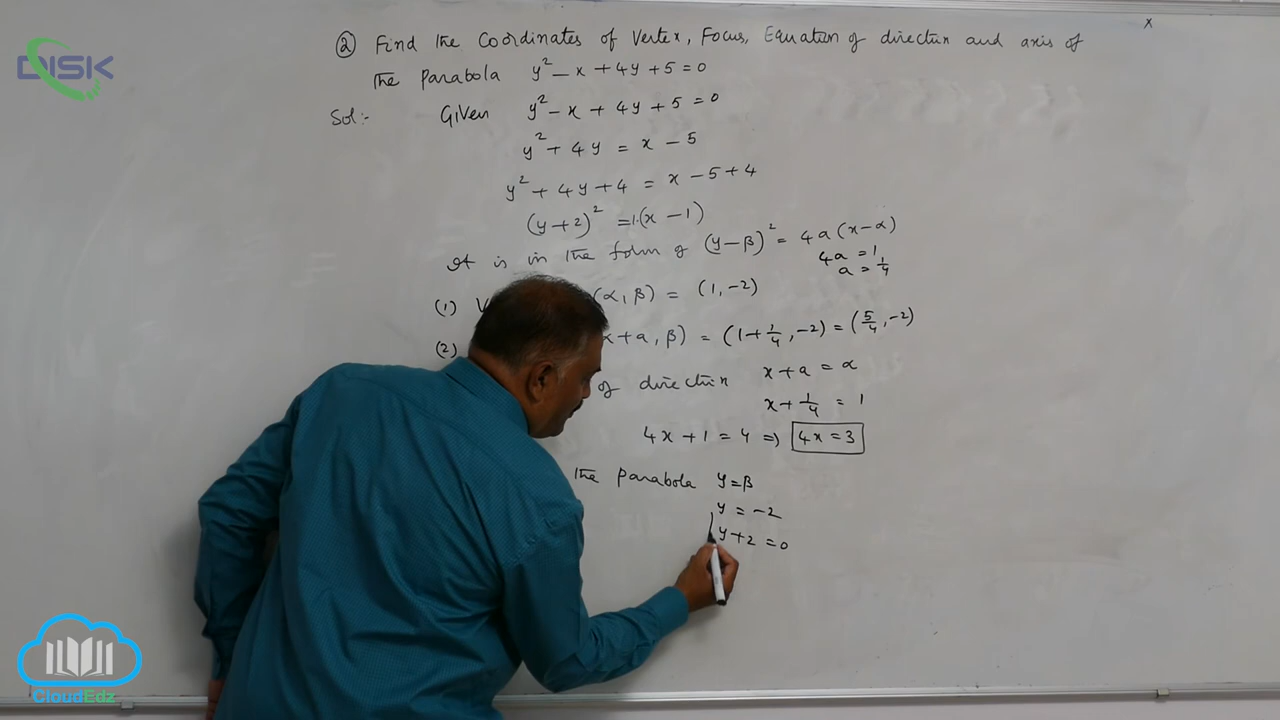 ② Find the Coordinates of Vertex, Focus, Equation of directrix and axis of
the Parabola y² - x + 4y + 5 = 0
Sol:- Given y² - x + 4y + 5 = 0
y² + 4y = x - 5
y² + 4y + 4 = x - 5 + 4
(y + 2)² = 1.(x - 1)
It is in the form of (y - β)² = 4a(x - α)
4a = 1
a = 1/4
(1) V (α, β) = (1, -2)
(2) x + a, β) = (1 + 1/4, -2) = (5/4, -2)
of directrix x + a = α
x + 1/4 = 1
4x + 1 = 4 => 4x = 3
the Parabola y = β
y = -2
y + 2 = 0
x
DISK
CloudEdz